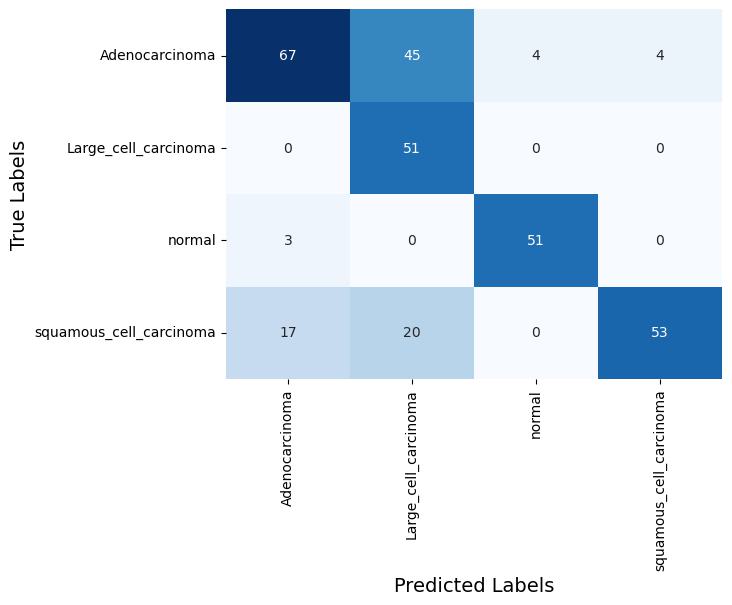 True Labels
Adenocarcinoma 67 45 4 4
Large_cell_carcinoma 0 51 0 0
normal 3 0 51 0
squamous_cell_carcinoma 17 20 0 53
Adenocarcinoma
Large_cell_carcinoma
normal
squamous_cell_carcinoma
Predicted Labels